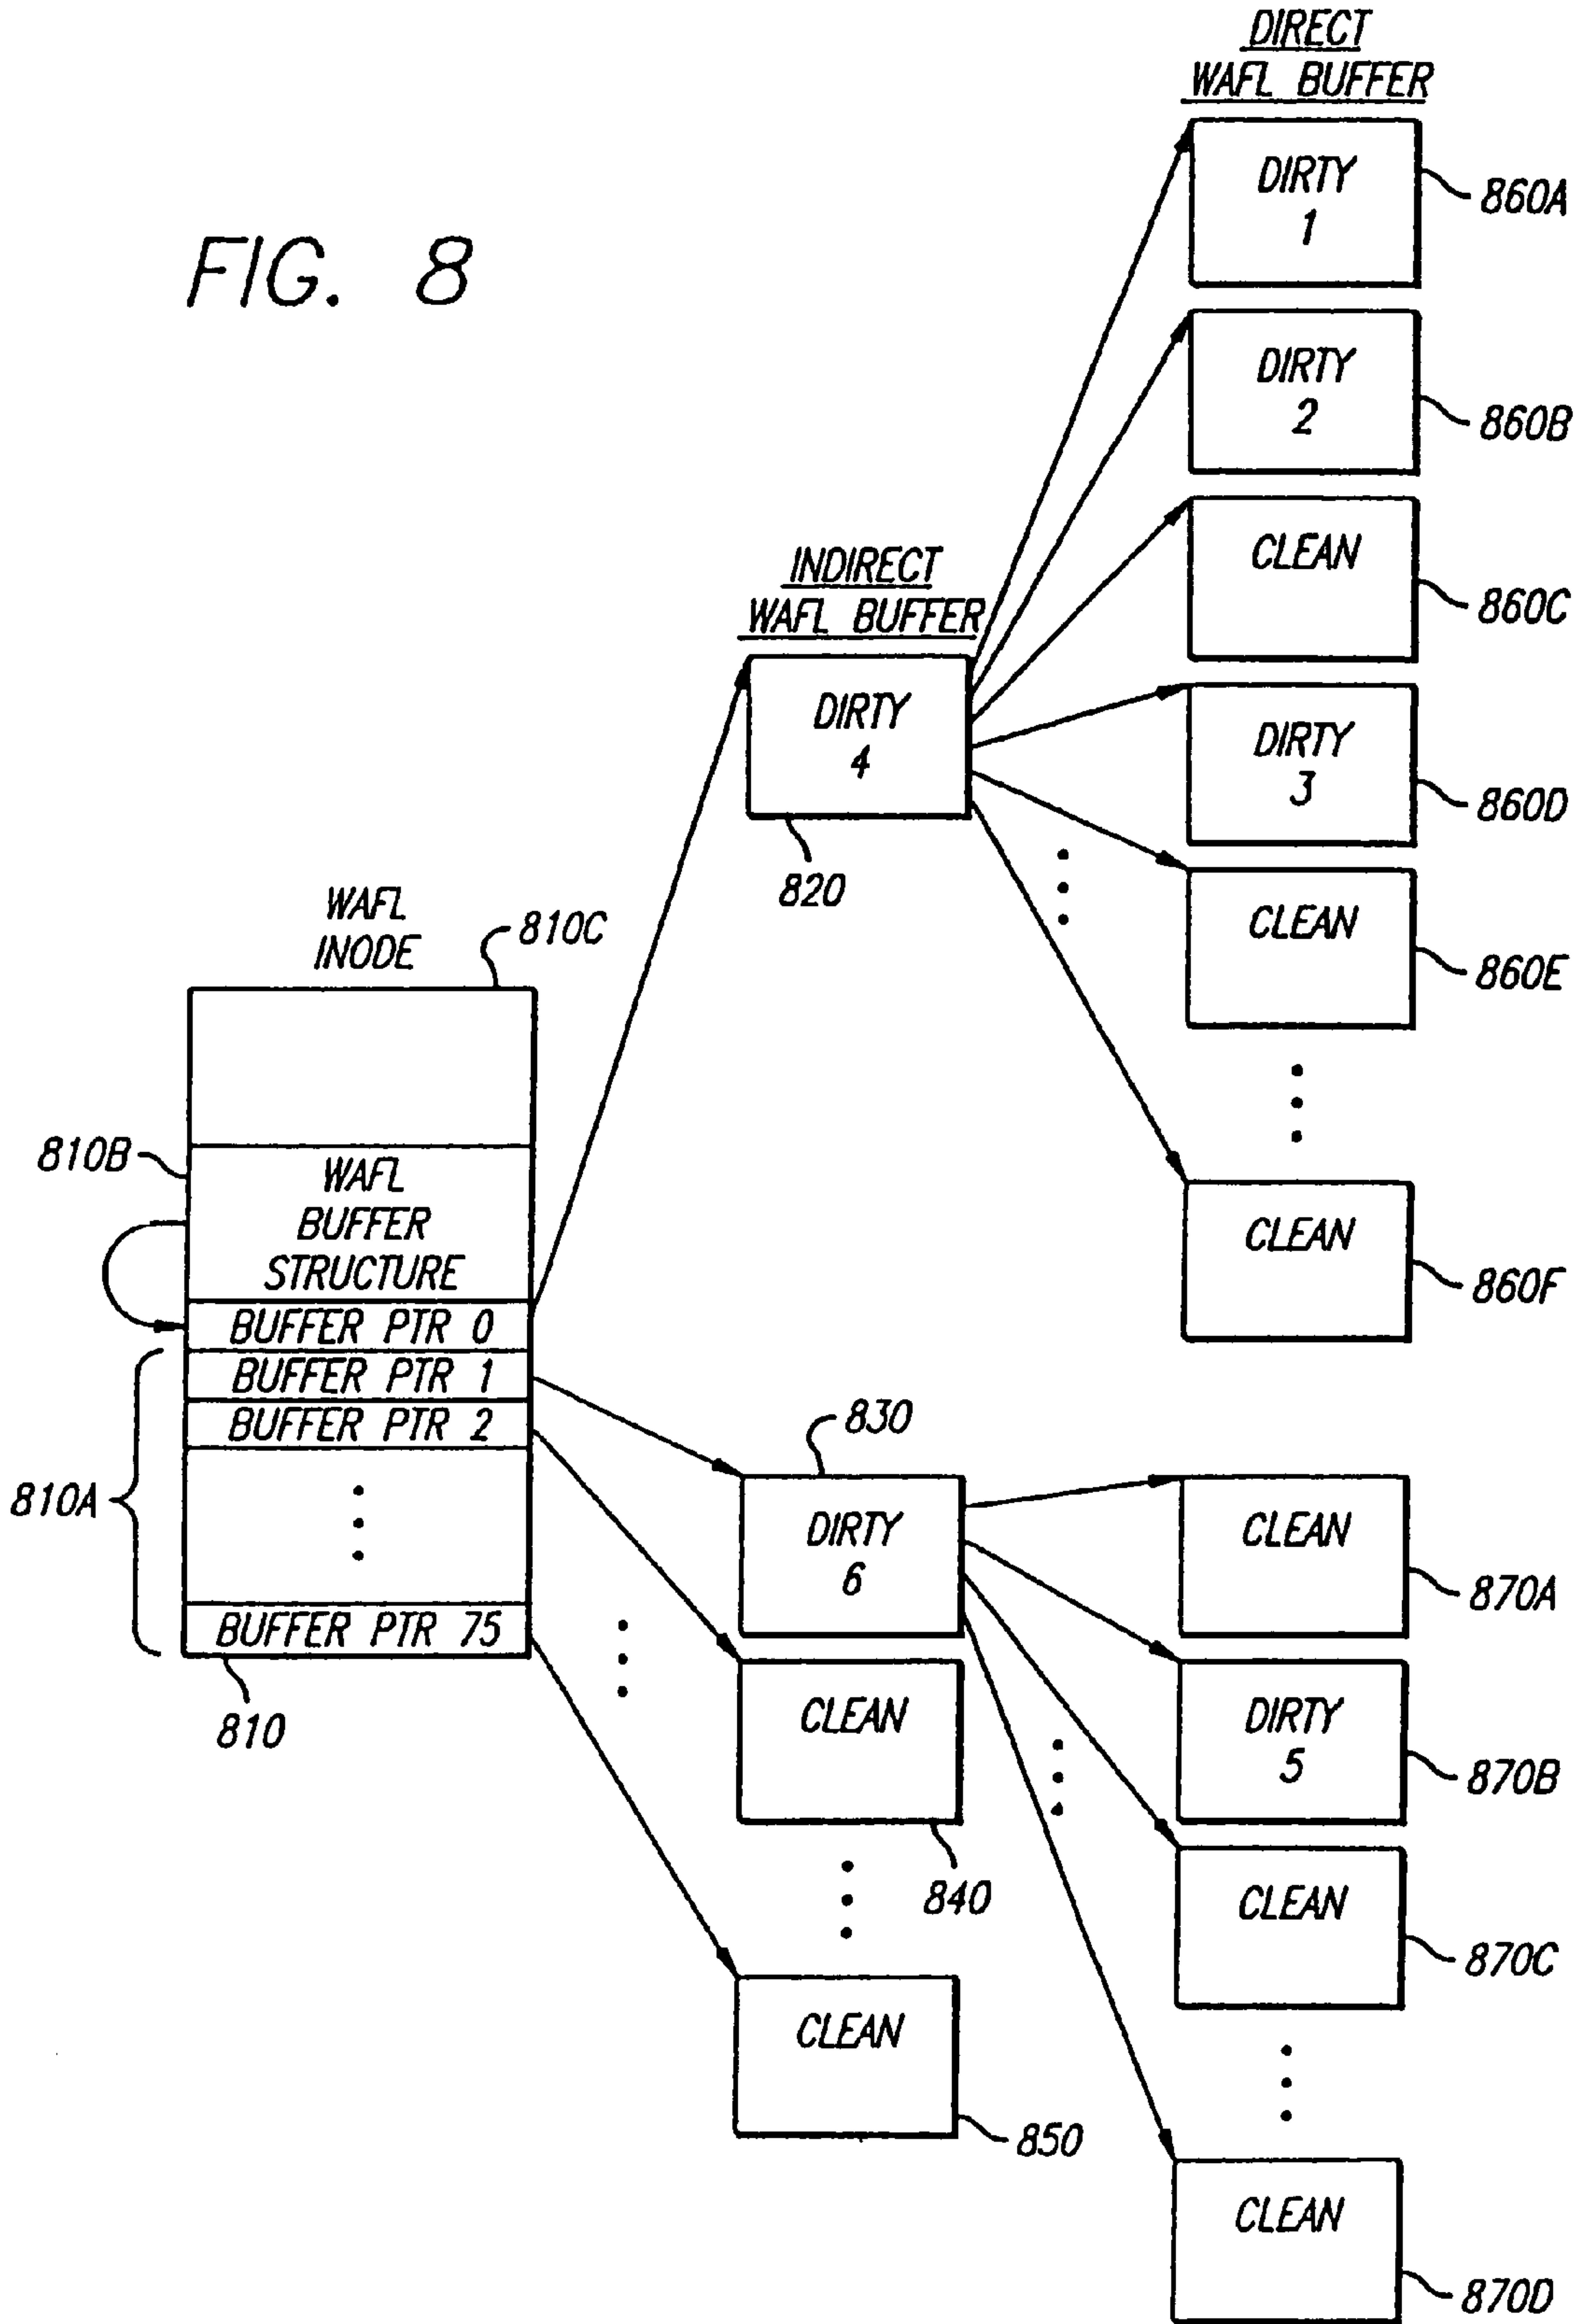 FIG. 8
DIRECT
WAFL BUFFER
DIRTY
1
860A
DIRTY
2
860B
CLEAN
860C
DIRTY
3
860D
CLEAN
860E
CLEAN
860F
INDIRECT
WAFL BUFFER
DIRTY
4
820
WAFL
INODE
810C
810B
WAFL
BUFFER
STRUCTURE
BUFFER PTR 0
BUFFER PTR 1
BUFFER PTR 2
810A
BUFFER PTR 75
810
830
DIRTY
6
CLEAN
840
CLEAN
850
CLEAN
870A
DIRTY
5
870B
CLEAN
870C
CLEAN
870D